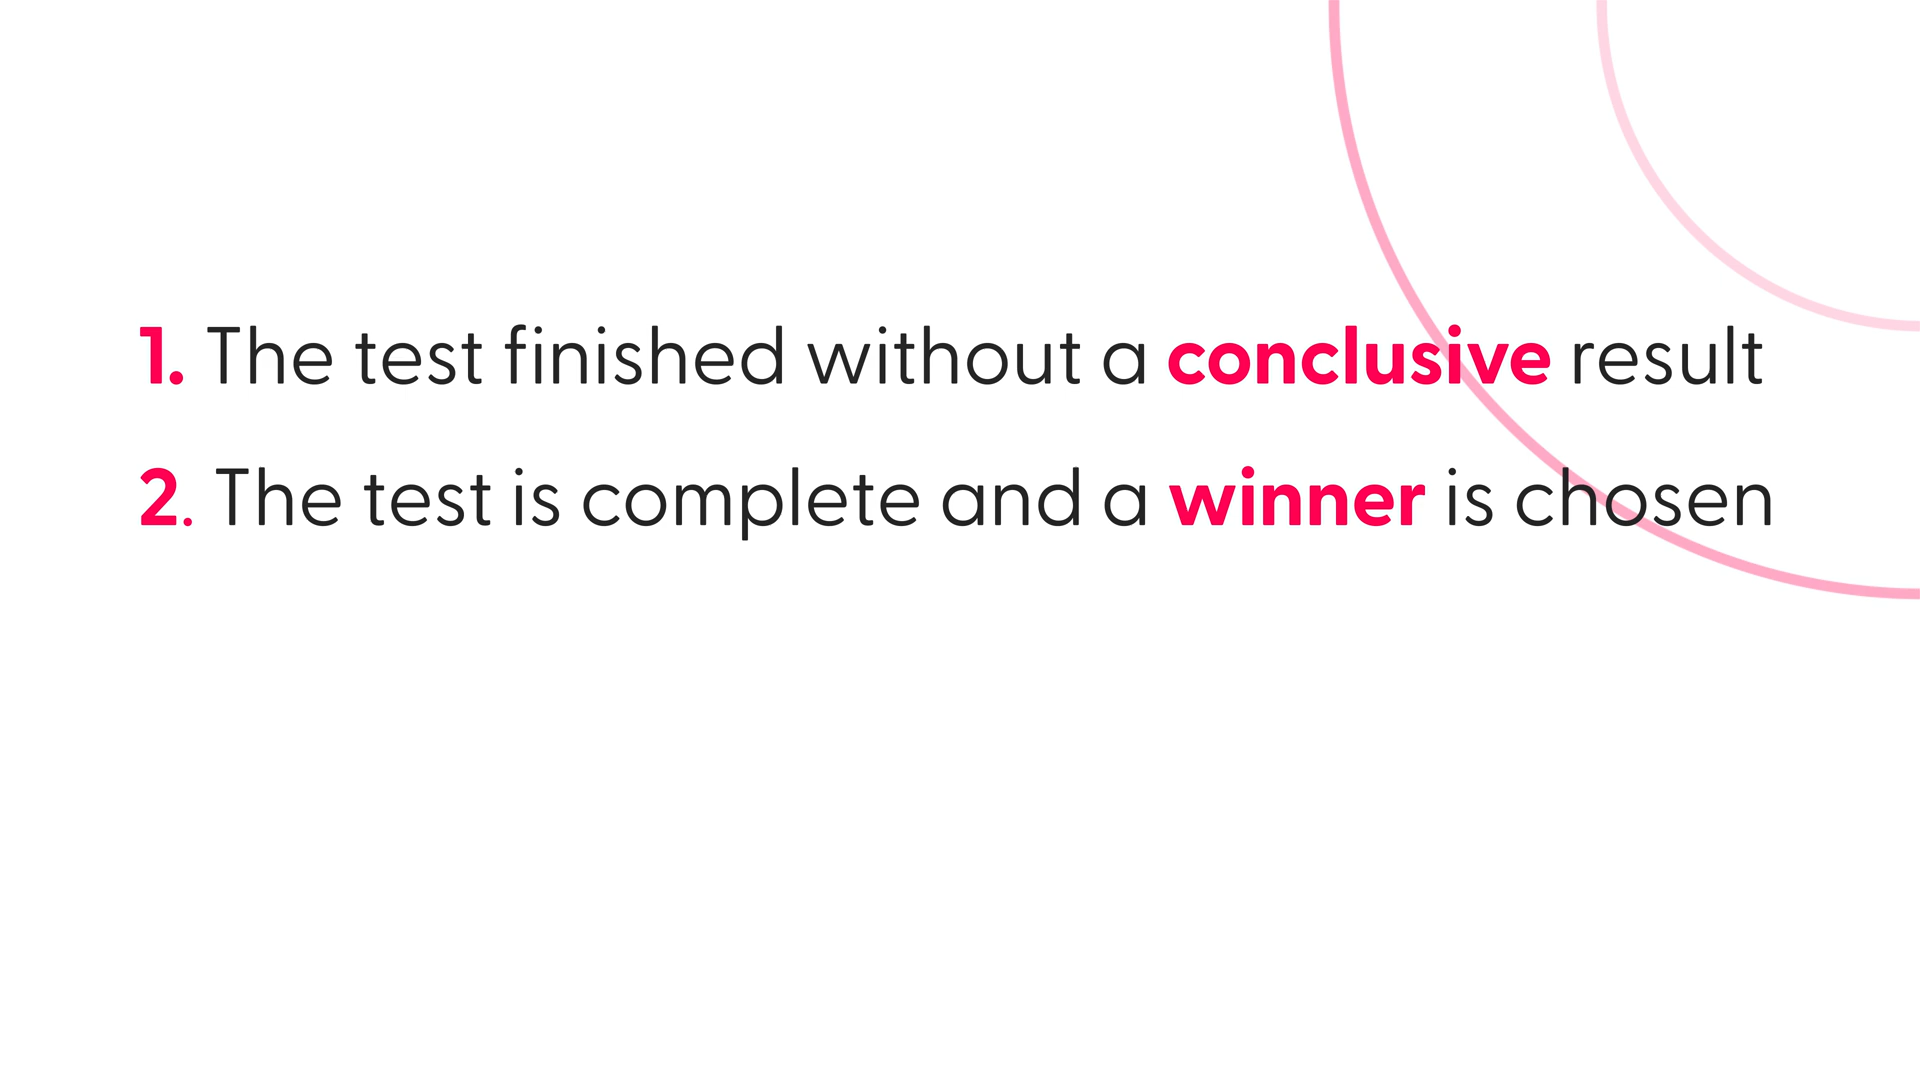 1. The test finished without a conclusive result
2. The test is complete and a winner is chosen